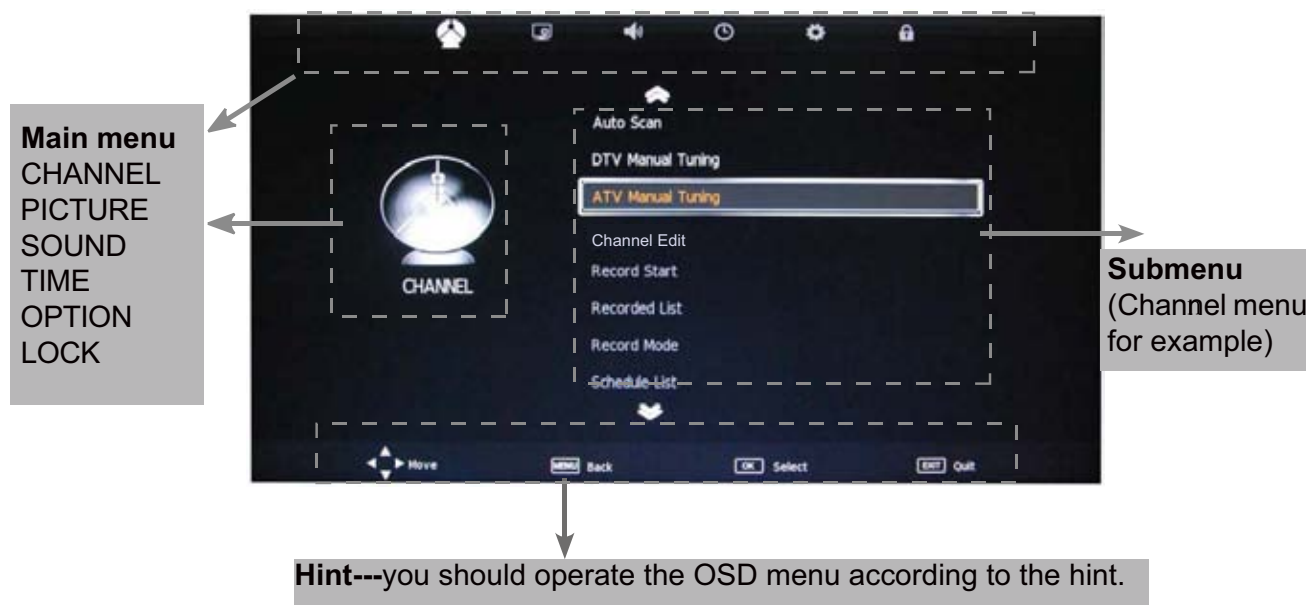 Main menu
CHANNEL
PICTURE
SOUND
TIME
OPTION
LOCK
CHANNEL
Auto Scan
DTV Manual Tuning
ATV Manual Tuning
Channel Edit
Record Start
Recorded List
Record Mode
Schedule List
Submenu
(Channel menu
for example)
Move
MENU Back
OK Select
EXIT Quit
Hint---you should operate the OSD menu according to the hint.